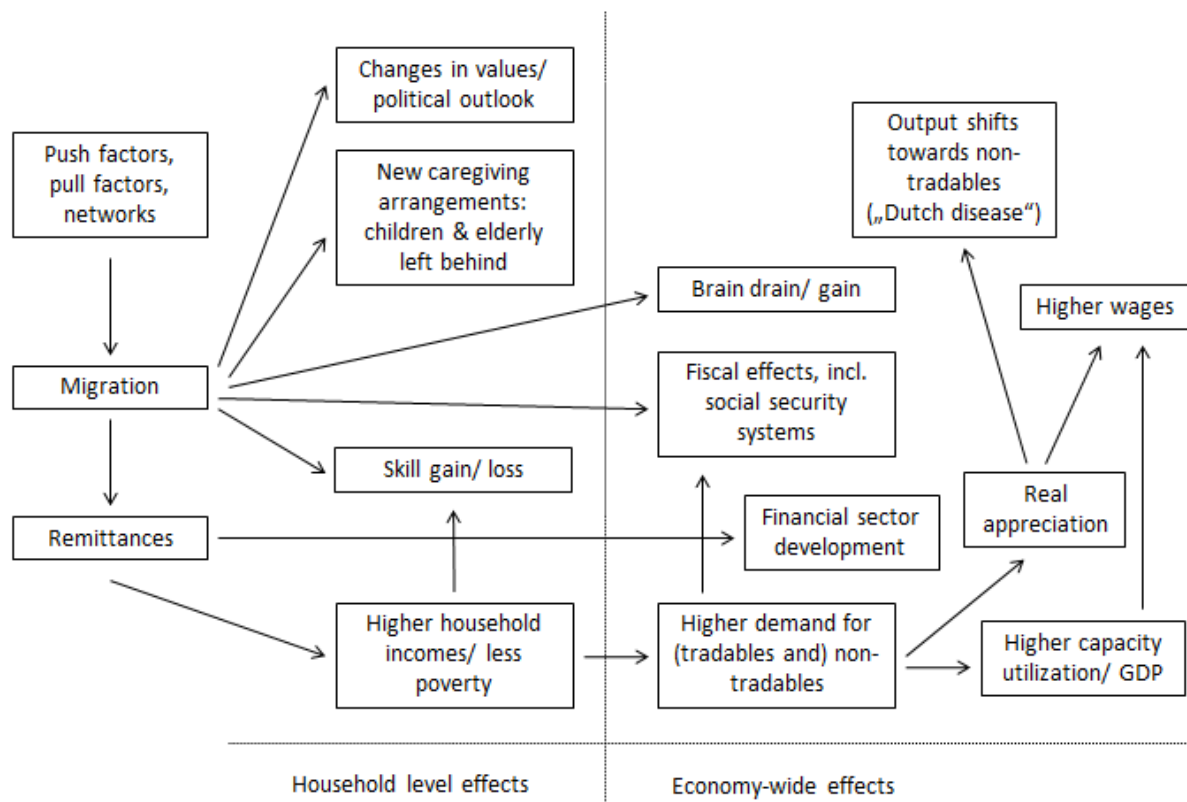 Changes in values/
political outlook
Push factors,
pull factors,
networks
New caregiving
arrangements:
children & elderly
left behind
Output shifts
towards non-
tradables
(„Dutch disease“)
Brain drain/ gain
Higher wages
Migration
Fiscal effects, incl.
social security
systems
Skill gain/ loss
Remittances
Financial sector
development
Real
appreciation
Higher household
incomes/ less
poverty
Higher demand for
(tradables and) non-
tradables
Higher capacity
utilization/ GDP
Household level effects
Economy-wide effects